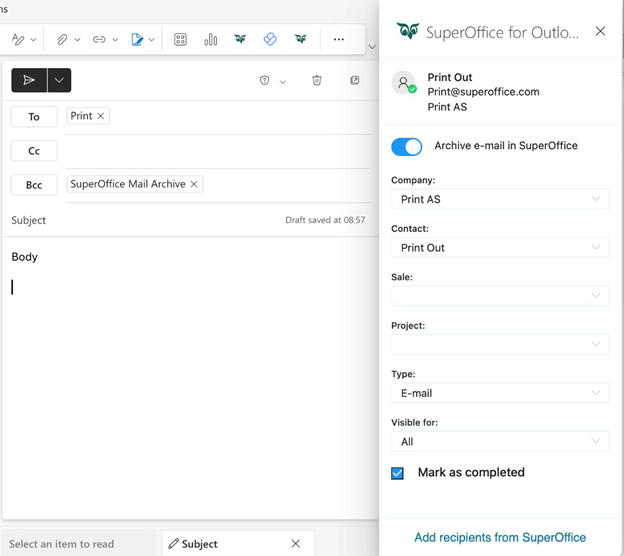 ns
SuperOffice for Outlo...
Print Out
Print@superoffice.com
Print AS
To
Print
Cc
Bcc
SuperOffice Mail Archive
Subject
Draft saved at 08:57
Body
Archive e-mail in SuperOffice
Company:
Print AS
Contact:
Print Out
Sale:
Project:
Type:
E-mail
Visible for:
All
Mark as completed
Add recipients from SuperOffice
Select an item to read
Subject